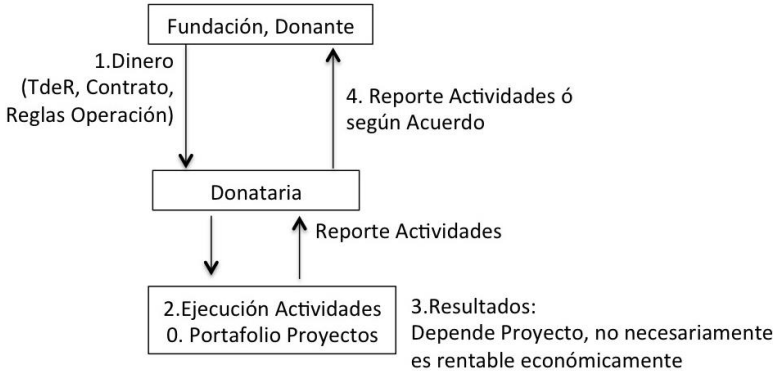 Fundación, Donante
1.Dinero
(TdeR, Contrato,
Reglas Operación)
4. Reporte Actividades ó
según Acuerdo
Donataria
Reporte Actividades
2.Ejecución Actividades
0. Portafolio Proyectos
3.Resultados:
Depende Proyecto, no necesariamente
es rentable económicamente